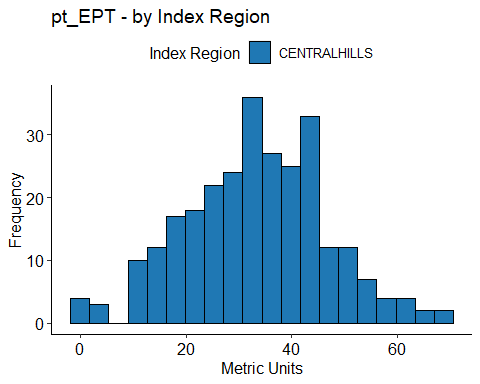 pt_EPT - by Index Region
Index Region CENTRALHILLS
30
20
10
0
Frequency
0 20 40 60
Metric Units